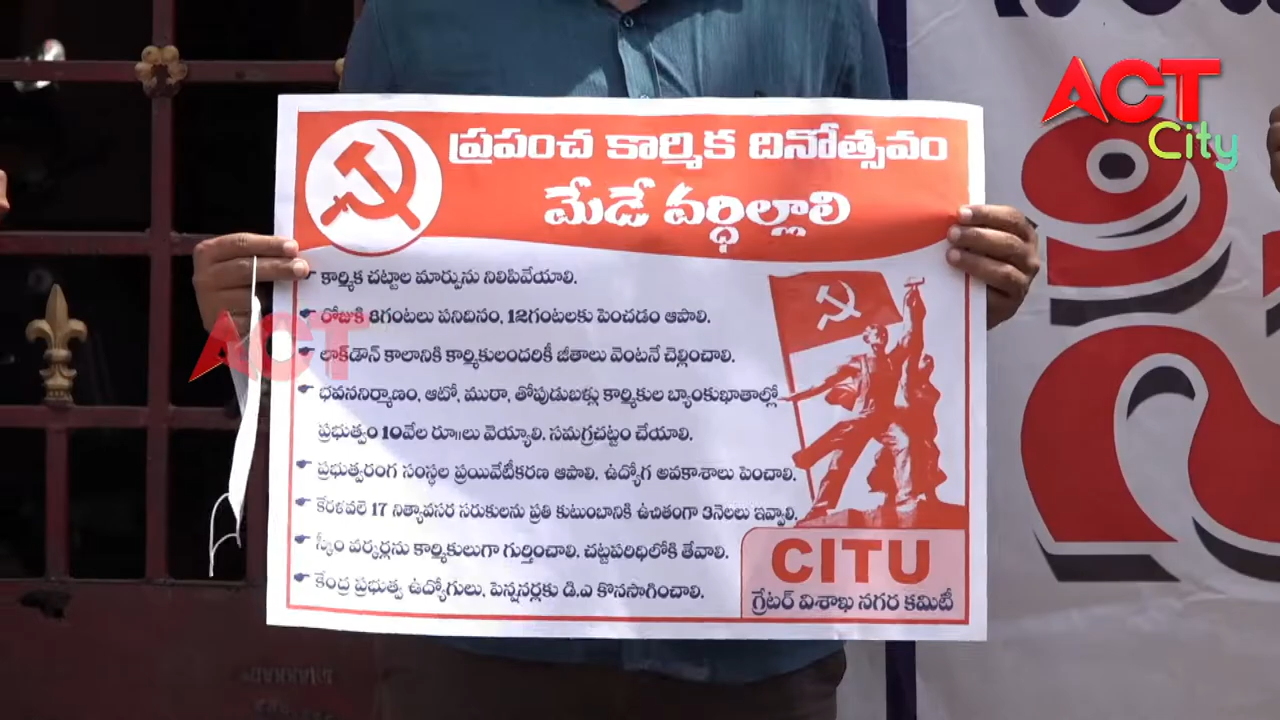 ACT
City
ప్రపంచ కార్మిక దినోత్సవం
మేడే వర్ధిల్లాలి
కార్మిక చట్టాల మార్పును నిలిపివేయాలి.
రోజుకి 8గంటలు పనిదినం, 12గంటలకు పెంచడం ఆపాలి.
లాక్‌డౌన్ కాలానికి కార్మికులందరికీ జీతాలు వెంటనే చెల్లించాలి.
భవననిర్మాణం, ఆటో, ముఠా, తోపుడుబళ్లు కార్మికుల బ్యాంకుఖాతాల్లో
ప్రభుత్వం 10వేల రూ॥లు వెయ్యాలి. సమగ్రచట్టం చేయాలి.
ప్రభుత్వరంగ సంస్థల ప్రయివేటీకరణ ఆపాలి. ఉద్యోగ అవకాశాలు పెంచాలి.
కేరళవలె 17 నిత్యావసర సరుకులను ప్రతి కుటుంబానికి ఉచితంగా 3నెలలు ఇవ్వాలి.
స్కీం వర్కర్లను కార్మికులుగా గుర్తించాలి. చట్టపరిధిలోకి తేవాలి.
కేంద్ర ప్రభుత్వ ఉద్యోగులు, పెన్షనర్లకు డి.ఎ కొనసాగించాలి.
CITU
గ్రేటర్ విశాఖ నగర కమిటీ
ACT